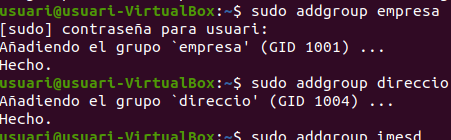 usuari@usuari-VirtualBox:~$ sudo addgroup empresa
[sudo] contraseña para usuari:
Añadiendo el grupo `empresa' (GID 1001) ...
Hecho.
usuari@usuari-VirtualBox:~$ sudo addgroup direccio
Añadiendo el grupo `direccio' (GID 1004) ...
Hecho.
usuari@usuari-VirtualBox:~$ sudo addgroup imesd